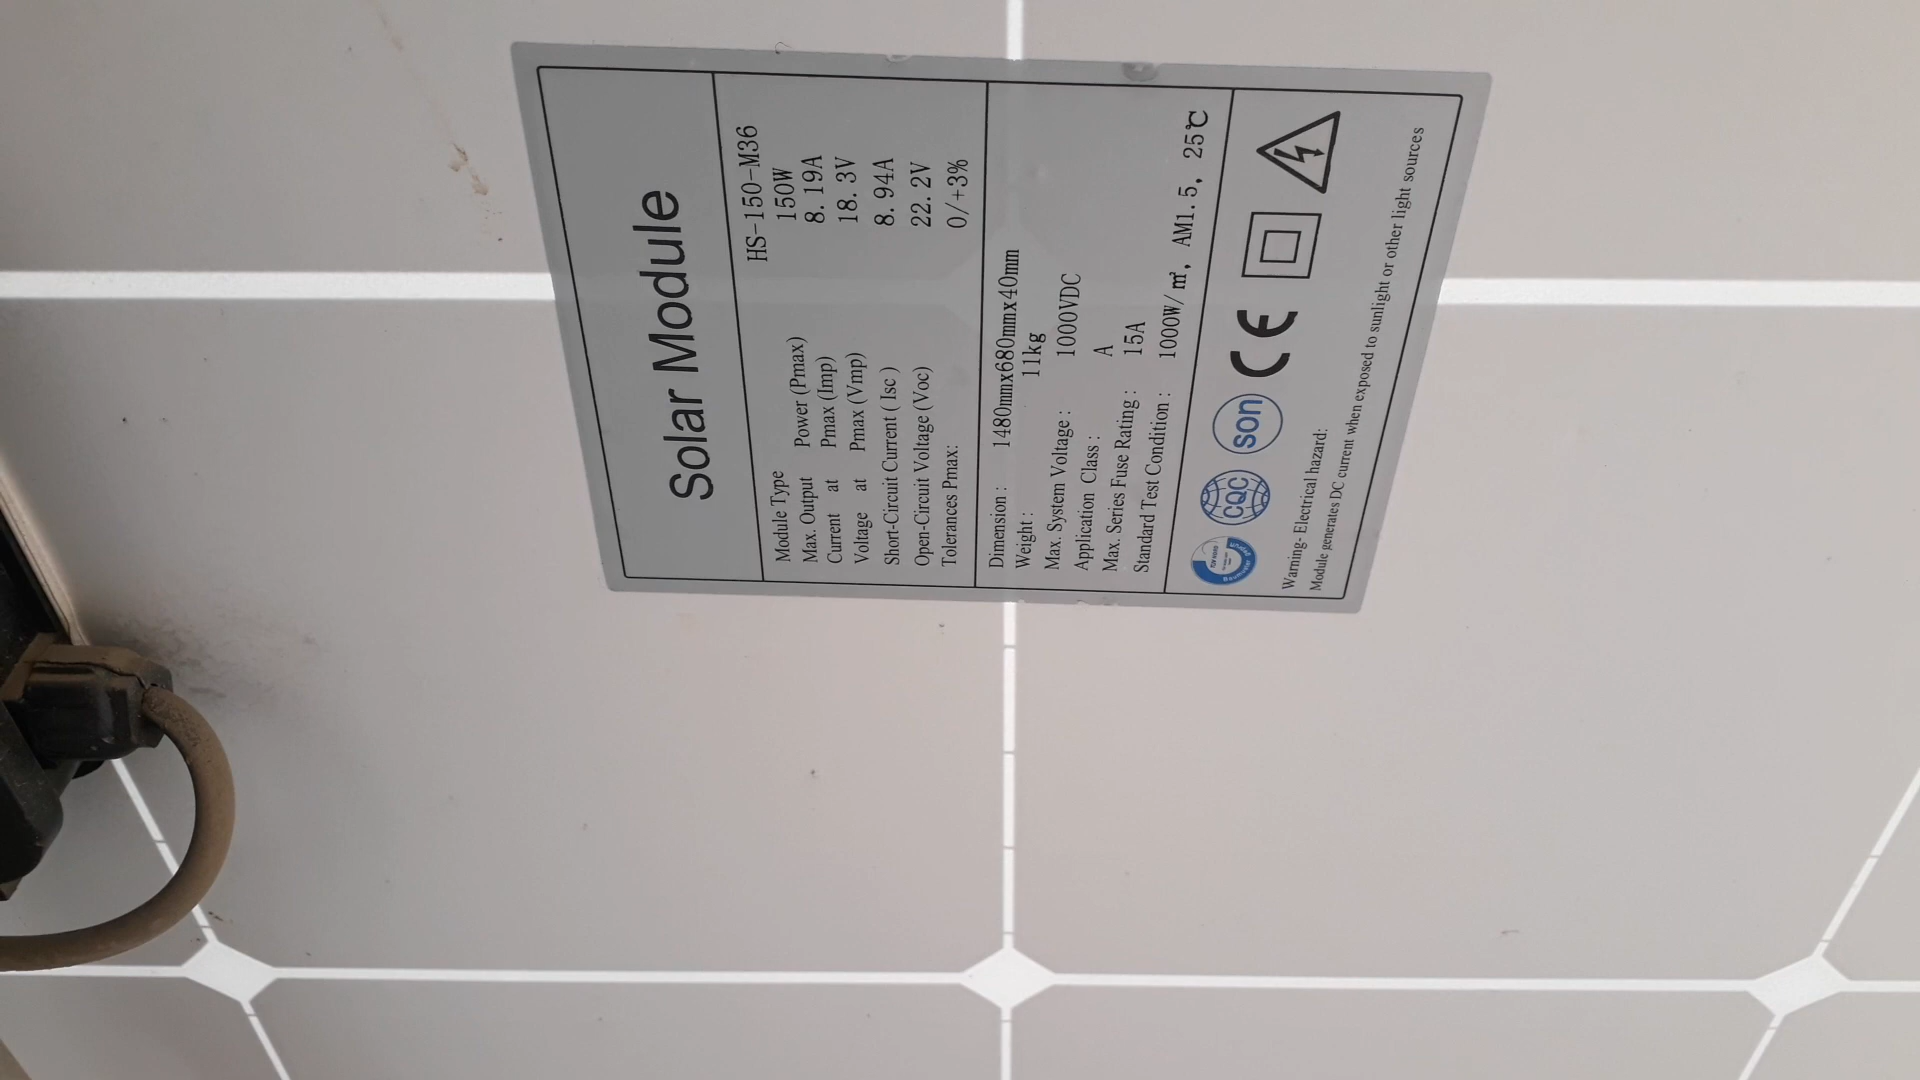 Solar Module
Module Type HS-150-M36
Max. Output Power (Pmax) 150W
Current at Pmax (Imp) 8.19A
Voltage at Pmax (Vmp) 18.3V
Short-Circuit Current ( Isc ) 8.94A
Open-Circuit Voltage (Voc) 22.2V
Tolerances Pmax: 0/+3%
Dimension : 1480mmx680mmx40mm
Weight : 11kg
Max. System Voltage : 1000VDC
Application Class : A
Max. Series Fuse Rating : 15A
Standard Test Condition : 1000W/㎡, AM1.5, 25℃
CQC son CE
Warning- Electrical hazard:
Module generates DC current when exposed to sunlight or other light sources